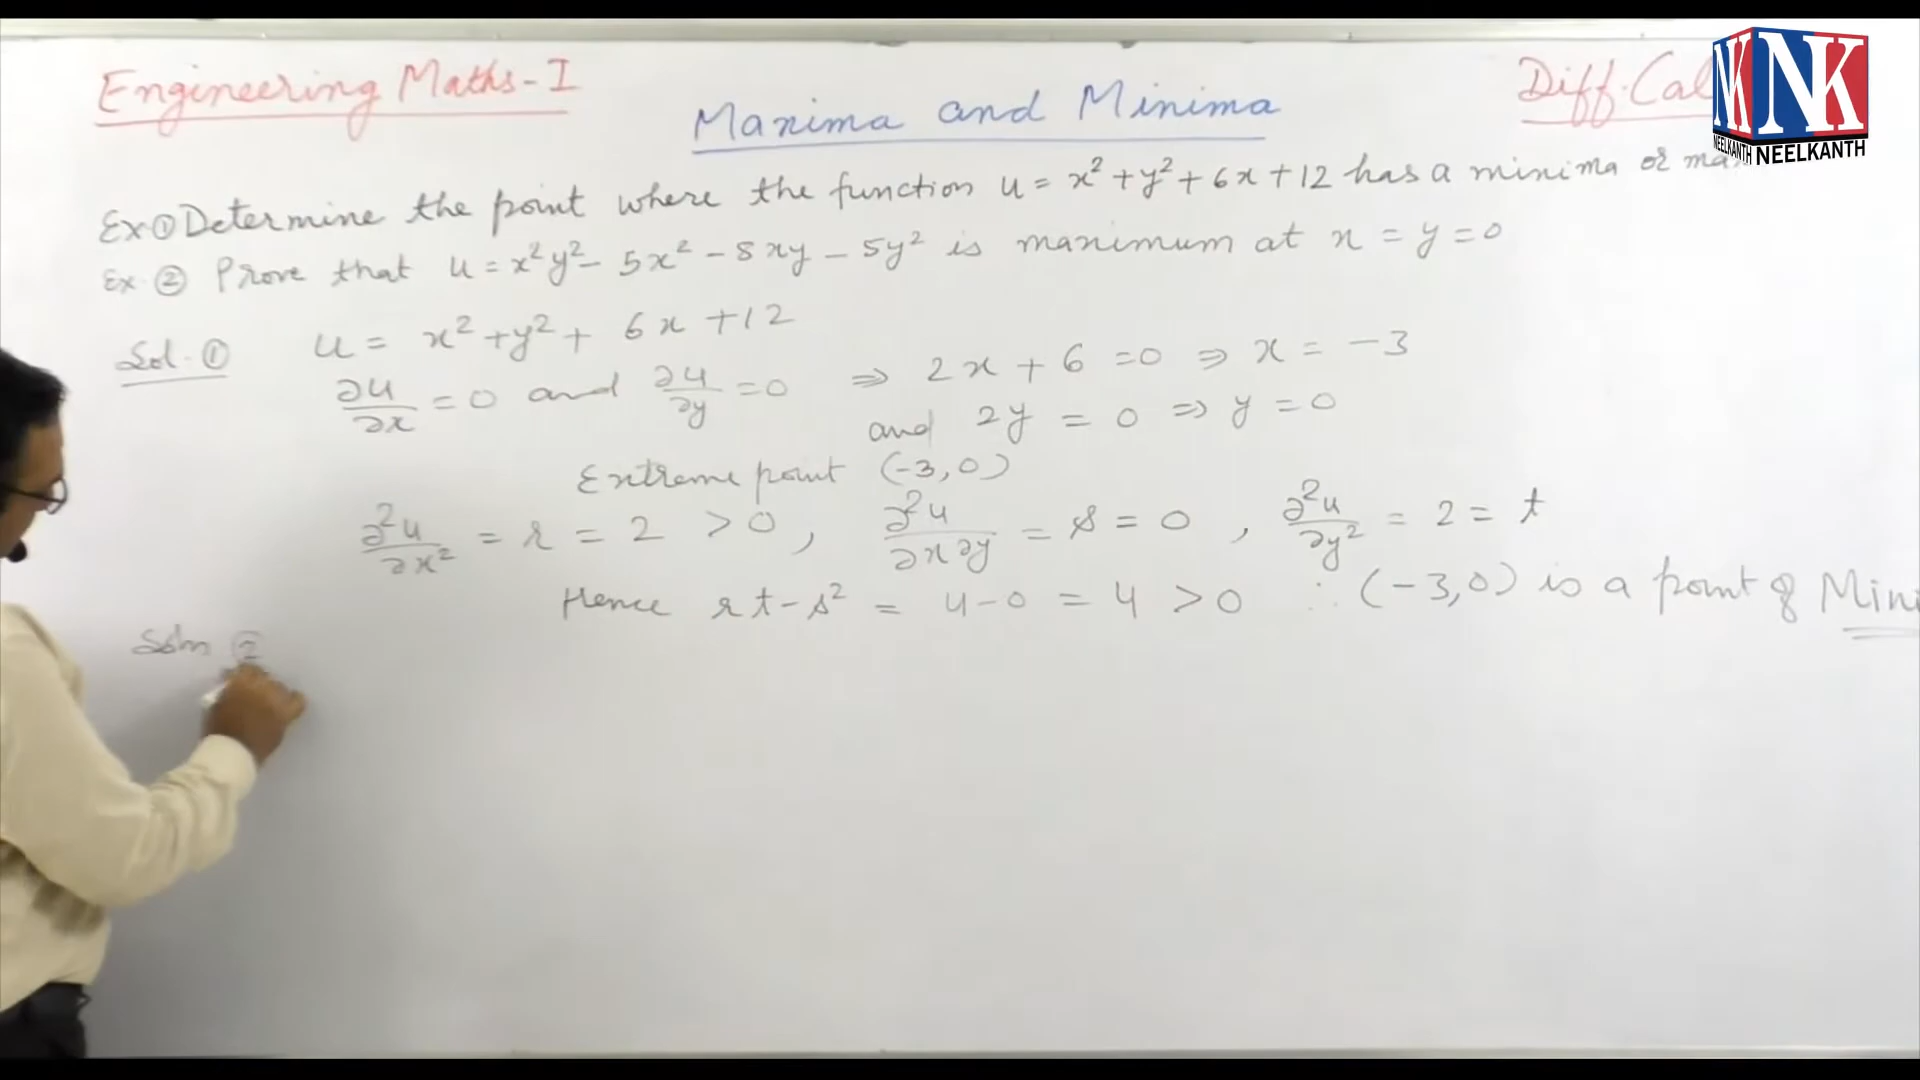 Engineering Maths-I
Maxima and Minima
Diff. Cal
NK
NEELKANTH NEELKANTH
Ex ① Determine the point where the function u = x² + y² + 6x + 12 has a minima or ma
Ex. ② Prove that u = x²y² - 5x² - 8xy - 5y² is maximum at x = y = 0
Sol. ① u = x² + y² + 6x + 12
∂u/∂x = 0 and ∂u/∂y = 0 ⇒ 2x + 6 = 0 ⇒ x = -3
and 2y = 0 ⇒ y = 0
Extreme point (-3, 0)
∂²u/∂x² = r = 2 > 0, ∂²u/∂x∂y = s = 0, ∂²u/∂y² = 2 = t
Hence rt - s² = 4 - 0 = 4 > 0 ∴ (-3, 0) is a point of Mini
Soln ②